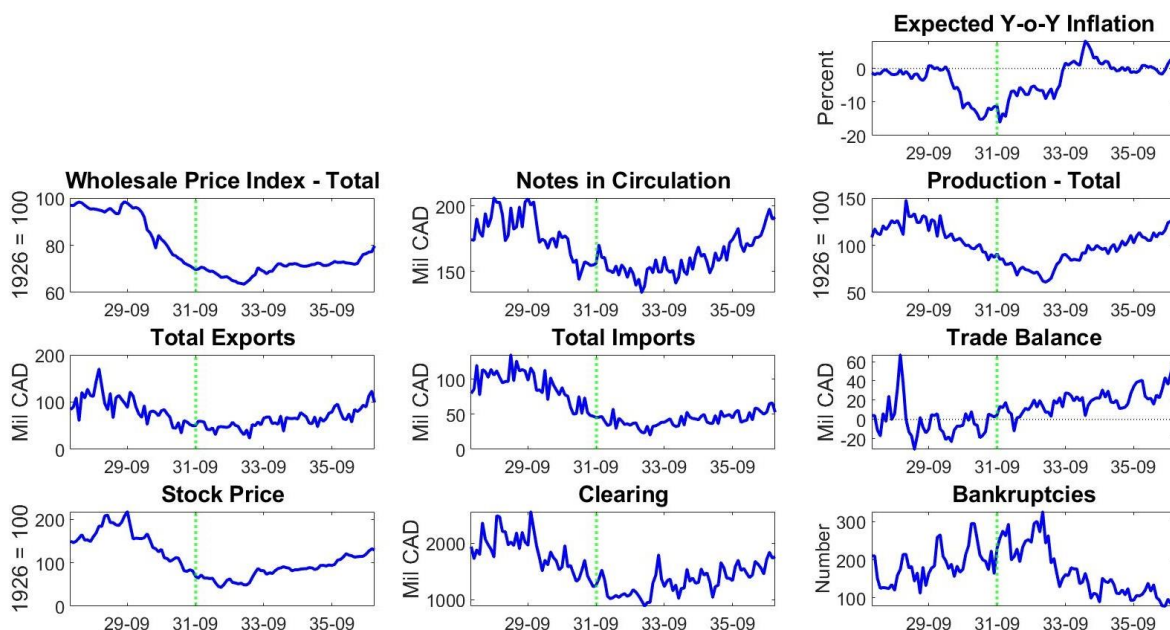 Expected Y-o-Y Inflation
Percent
0
-10
-20
29-09 31-09 33-09 35-09
Wholesale Price Index - Total
1926 = 100
100
80
60
29-09 31-09 33-09 35-09
Notes in Circulation
Mil CAD
200
150
29-09 31-09 33-09 35-09
Production - Total
1926 = 100
150
100
50
29-09 31-09 33-09 35-09
Total Exports
Mil CAD
200
100
0
29-09 31-09 33-09 35-09
Total Imports
Mil CAD
100
50
0
29-09 31-09 33-09 35-09
Trade Balance
Mil CAD
60
40
20
0
-20
29-09 31-09 33-09 35-09
Stock Price
1926 = 100
200
100
0
29-09 31-09 33-09 35-09
Clearing
Mil CAD
2000
1000
29-09 31-09 33-09 35-09
Bankruptcies
Number
300
200
100
29-09 31-09 33-09 35-09